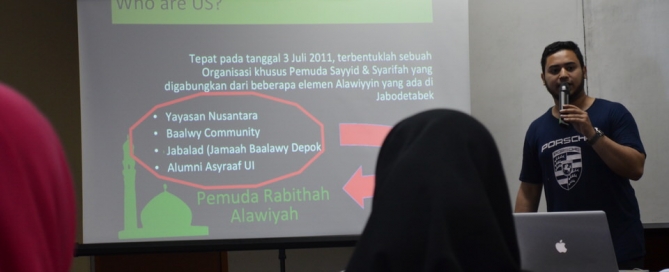 Who are US?
Tepat pada tanggal 3 Juli 2011, terbentuklah sebuah
Organisasi khusus Pemuda Sayyid & Syarifah yang
digabungkan dari beberapa elemen Alawiyyin yang ada di
Jabodetabek
• Yayasan Nusantara
• Baalwy Community
• Jabalad (Jamaah Baalawy Depok
• Alumni Asyraaf UI
Pemuda Rabithah
Alawiyah
PORSCHE